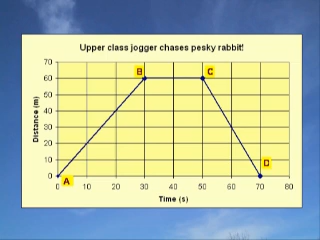 Upper class jogger chases pesky rabbit!
70
60
50
40
30
20
10
0
Distance (m)
A
B
C
D
0 10 20 30 40 50 60 70 80
Time (s)